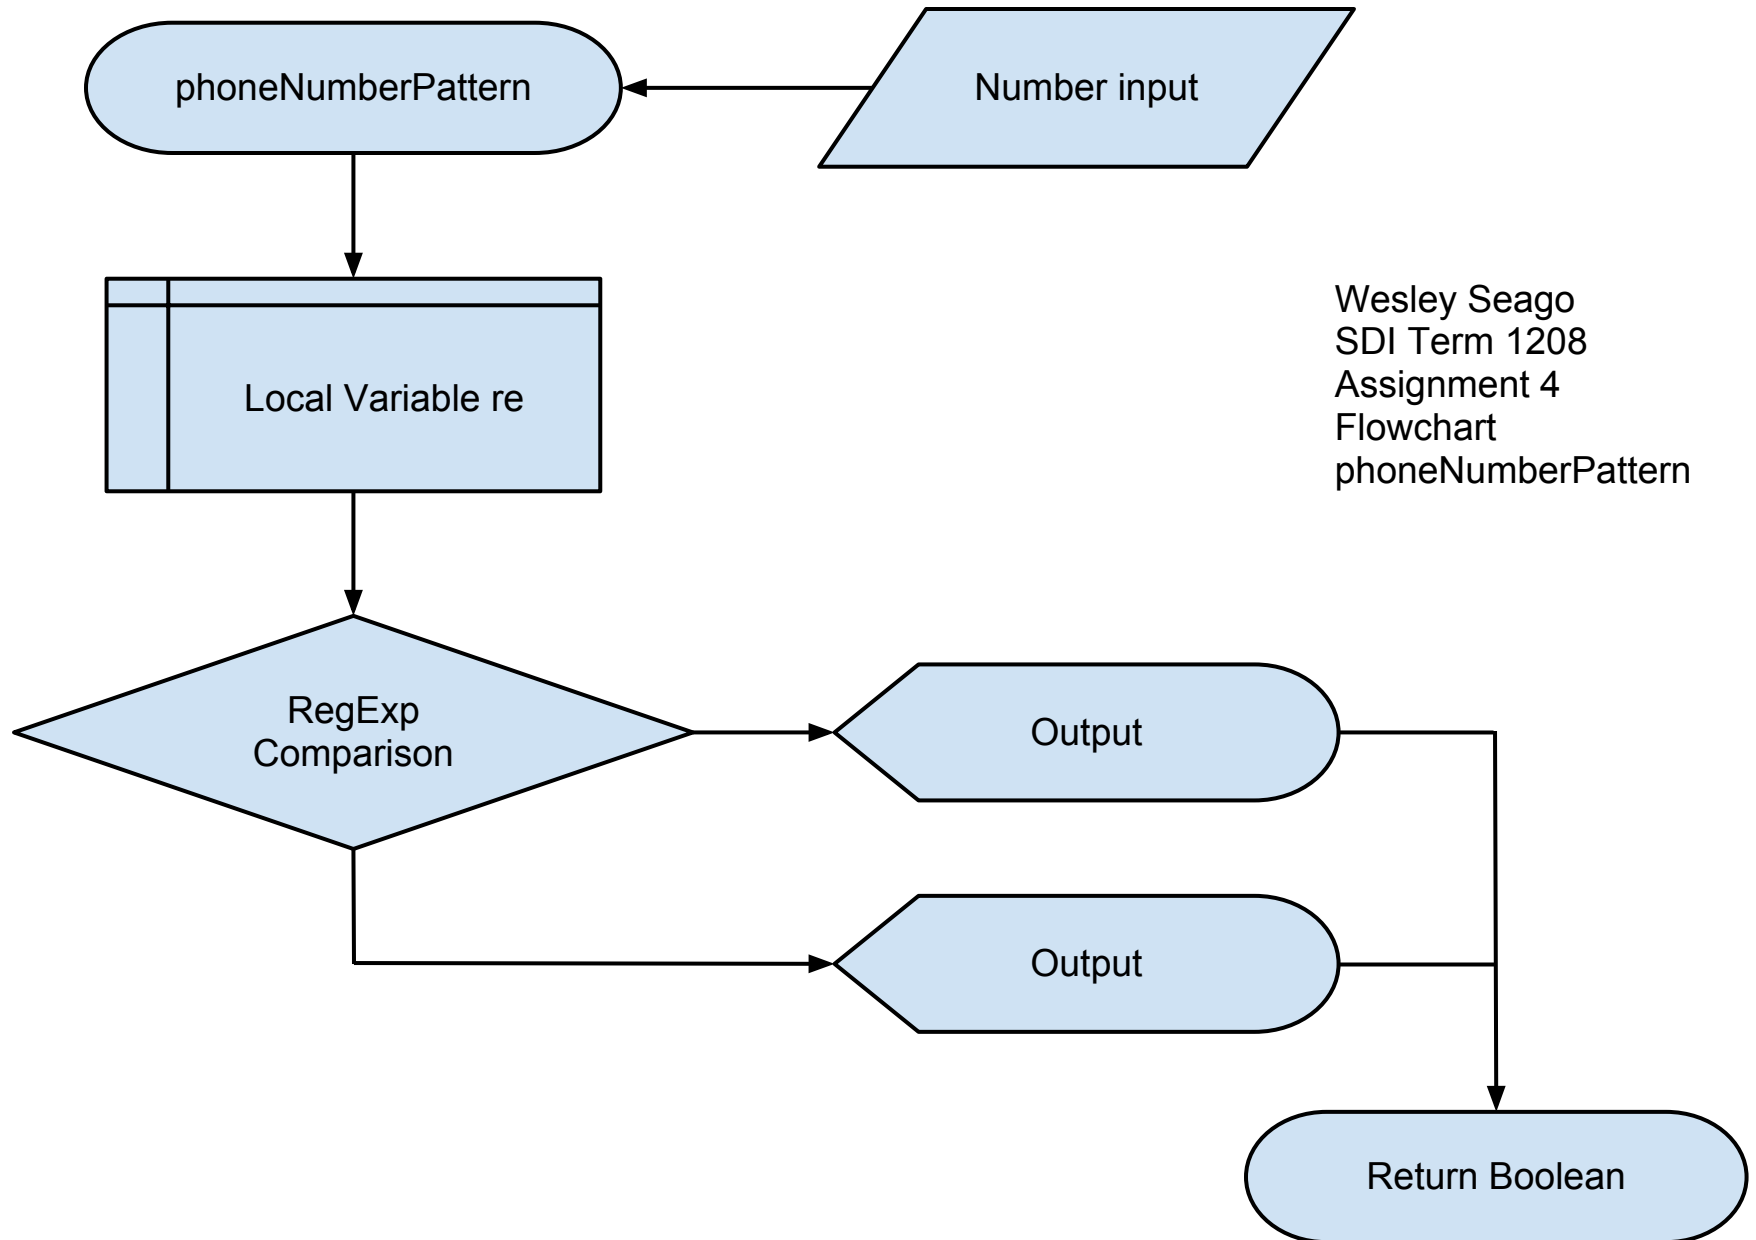 phoneNumberPattern
Number input
Local Variable re
Wesley Seago
SDI Term 1208
Assignment 4
Flowchart
phoneNumberPattern
RegExp
Comparison
Output
Output
Return Boolean